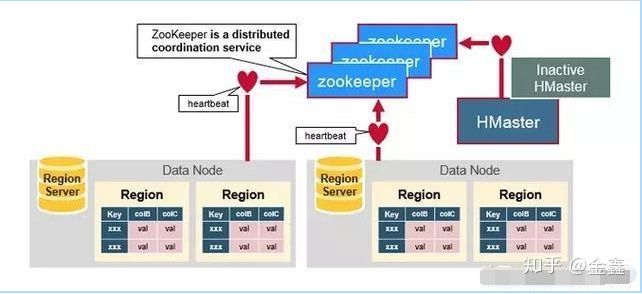 ZooKeeper is a distributed
coordination service
zookeeper
zookeeper
zookeeper
heartbeat
heartbeat
Inactive
HMaster
HMaster
Data Node
Region
Server
Region
Key colB colC
xxx val val
xxx val val
Region
Key colB colC
xxx val val
xxx val val
Data Node
Region
Server
Region
Key colB colC
xxx val val
xxx val val
Region
Key colB colC
xxx val val
xxx val val
知乎 @金鑫